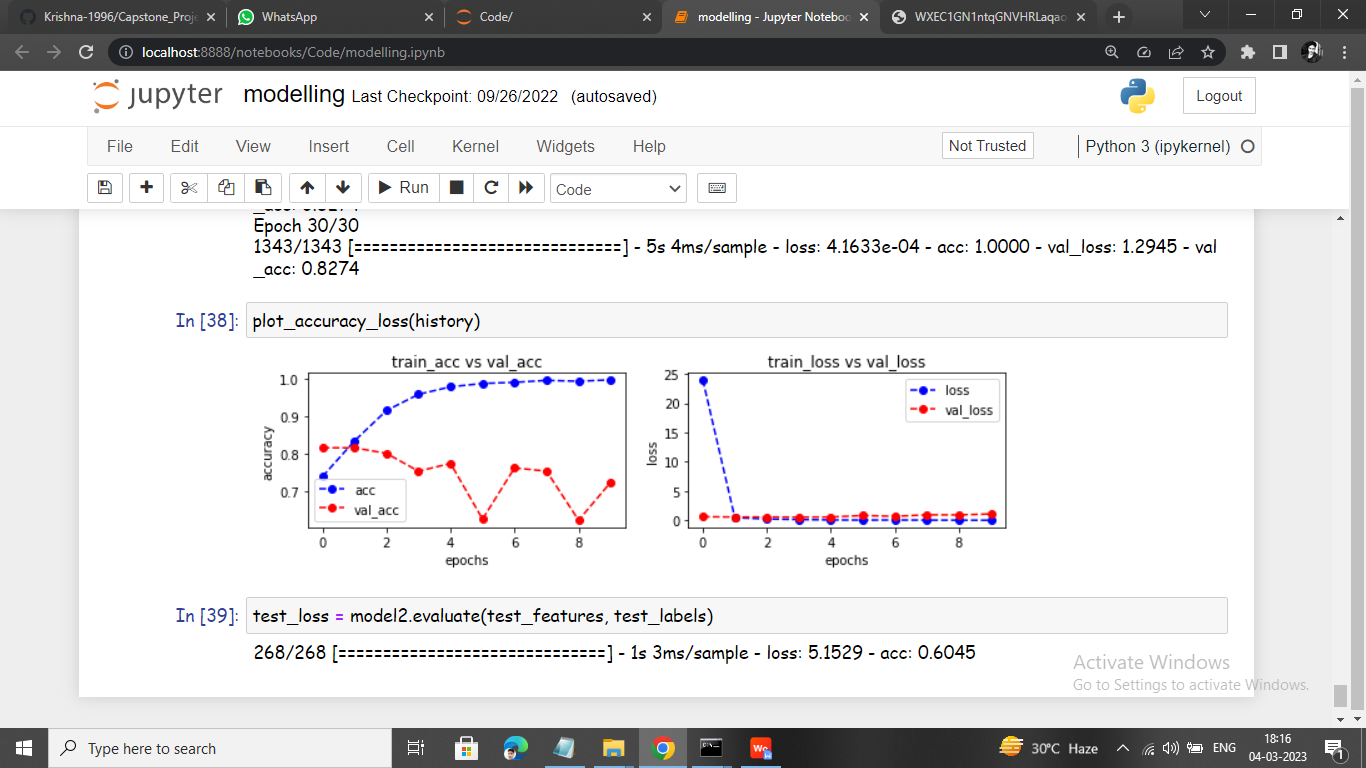 Krishna-1996/Capstone_Proje
WhatsApp
Code/
modelling - Jupyter Noteboo
WXEC1GN1ntqGNVHRLaqao
localhost:8888/notebooks/Code/modelling.ipynb
jupyter modelling Last Checkpoint: 09/26/2022 (autosaved)
Logout
File Edit View Insert Cell Kernel Widgets Help
Not Trusted
Python 3 (ipykernel)
Run
Code
Epoch 30/30
1343/1343 [==============================] - 5s 4ms/sample - loss: 4.1633e-04 - acc: 1.0000 - val_loss: 1.2945 - val
_acc: 0.8274
In [38]: plot_accuracy_loss(history)
train_acc vs val_acc
1.0
0.9
0.8
0.7
accuracy
acc
val_acc
0 2 4 6 8
epochs
train_loss vs val_loss
25
20
15
10
5
0
loss
loss
val_loss
0 2 4 6 8
epochs
In [39]: test_loss = model2.evaluate(test_features, test_labels)
268/268 [==============================] - 1s 3ms/sample - loss: 5.1529 - acc: 0.6045
Activate Windows
Go to Settings to activate Windows.
Type here to search
30°C Haze
ENG
18:16
04-03-2023
1